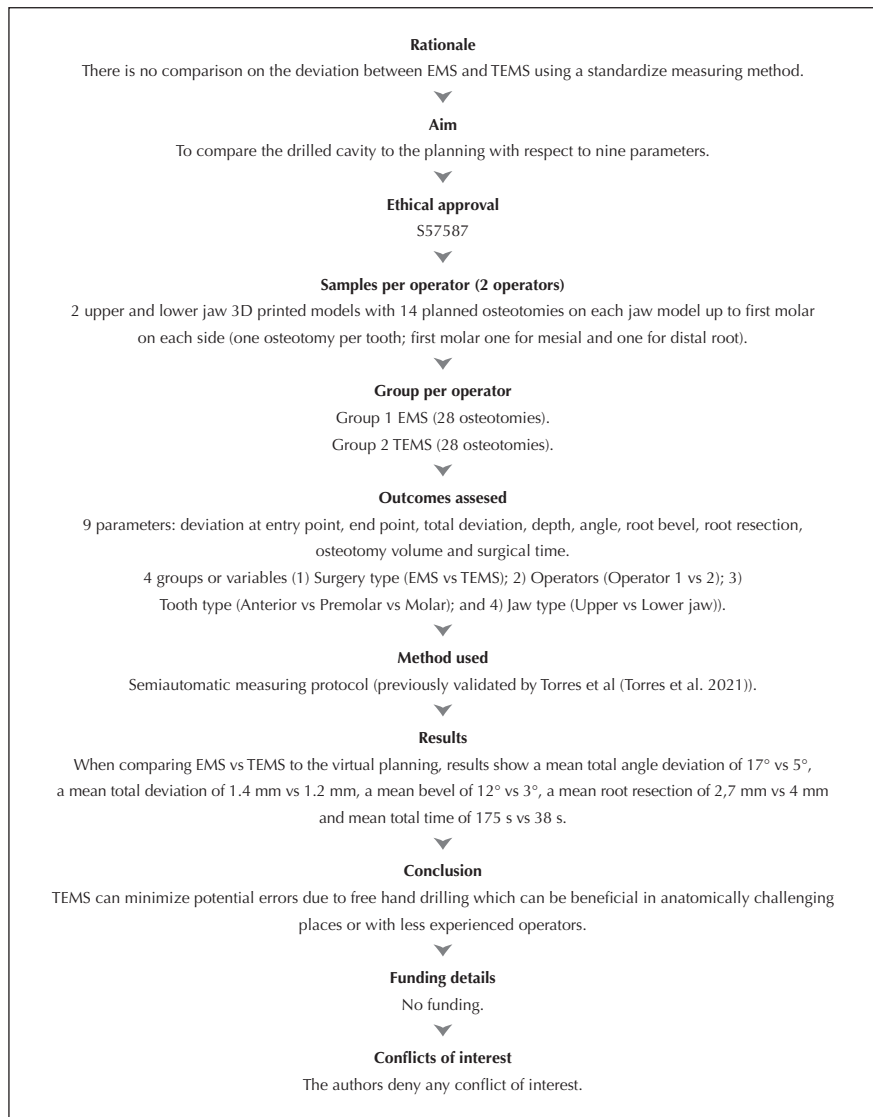 Rationale
There is no comparison on the deviation between EMS and TEMS using a standardize measuring method.
Aim
To compare the drilled cavity to the planning with respect to nine parameters.
Ethical approval
S57587
Samples per operator (2 operators)
2 upper and lower jaw 3D printed models with 14 planned osteotomies on each jaw model up to first molar
on each side (one osteotomy per tooth; first molar one for mesial and one for distal root).
Group per operator
Group 1 EMS (28 osteotomies).
Group 2 TEMS (28 osteotomies).
Outcomes assesed
9 parameters: deviation at entry point, end point, total deviation, depth, angle, root bevel, root resection,
osteotomy volume and surgical time.
4 groups or variables (1) Surgery type (EMS vs TEMS); 2) Operators (Operator 1 vs 2); 3)
Tooth type (Anterior vs Premolar vs Molar); and 4) Jaw type (Upper vs Lower jaw)).
Method used
Semiautomatic measuring protocol (previously validated by Torres et al (Torres et al. 2021)).
Results
When comparing EMS vs TEMS to the virtual planning, results show a mean total angle deviation of 17° vs 5°,
a mean total deviation of 1.4 mm vs 1.2 mm, a mean bevel of 12° vs 3°, a mean root resection of 2,7 mm vs 4 mm
and mean total time of 175 s vs 38 s.
Conclusion
TEMS can minimize potential errors due to free hand drilling which can be beneficial in anatomically challenging
places or with less experienced operators.
Funding details
No funding.
Conflicts of interest
The authors deny any conflict of interest.